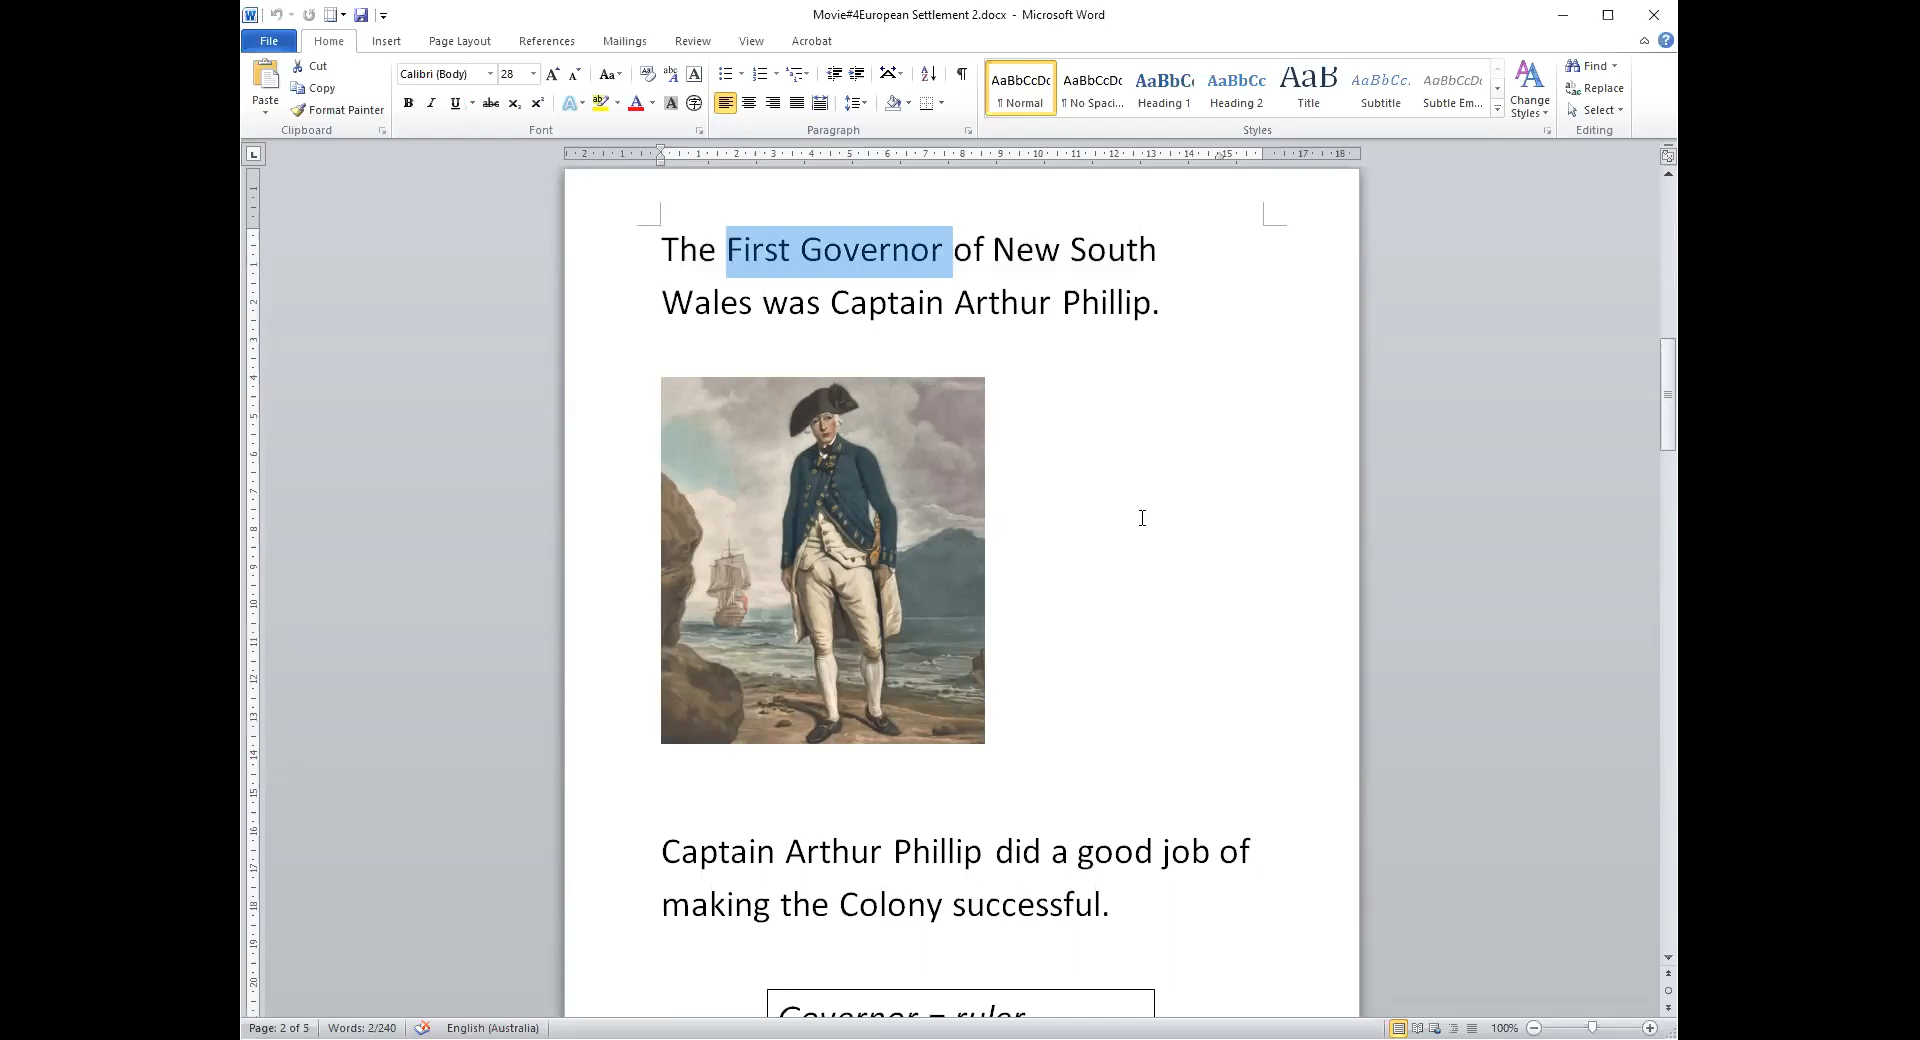 Movie#4European Settlement 2.docx - Microsoft Word
File Home Insert Page Layout References Mailings Review View Acrobat
Paste
Cut
Copy
Format Painter
Clipboard
Calibri (Body) 28
Font
Paragraph
AaBbCcDc ¶ Normal
AaBbCcDc ¶ No Spaci...
AaBbC Heading 1
AaBbCc Heading 2
AaB Title
AaBbCc. Subtitle
AaBbCcDc Subtle Em...
Change Styles
Styles
Find
Replace
Select
Editing
The First Governor of New South
Wales was Captain Arthur Phillip.
Captain Arthur Phillip did a good job of
making the Colony successful.
Governor = ruler
Page: 2 of 5 Words: 2/240 English (Australia) 100%